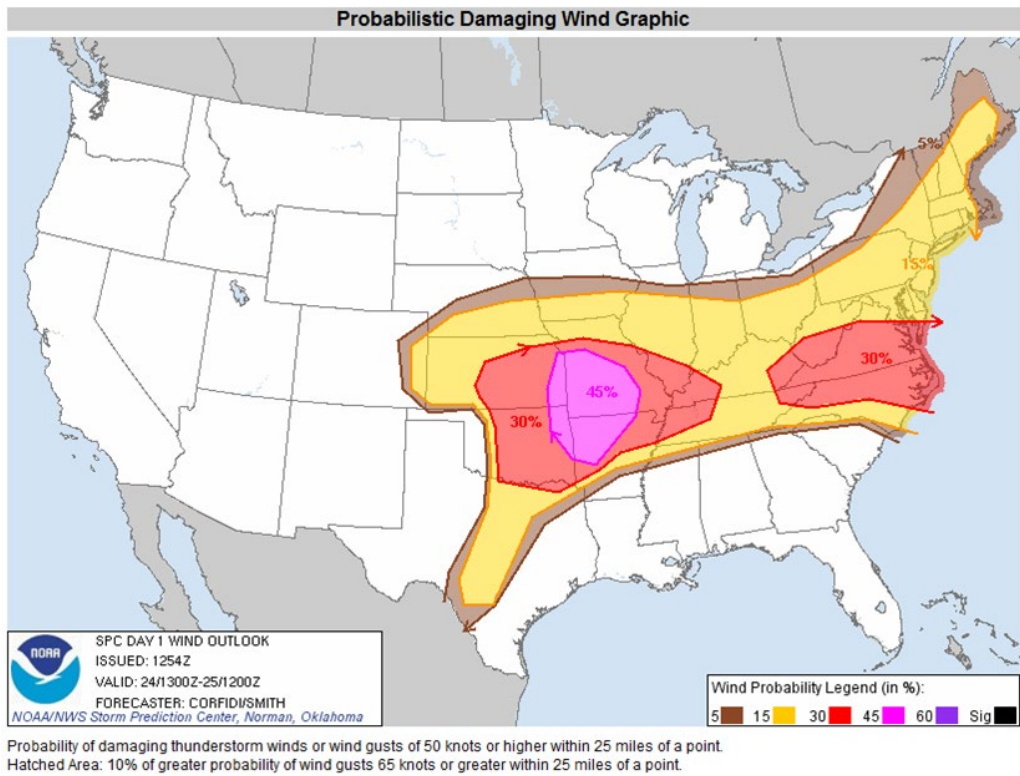 Probabilistic Damaging Wind Graphic
5%
15%
30%
45%
30%
NOAA
SPC DAY 1 WIND OUTLOOK
ISSUED: 1254Z
VALID: 24/1300Z-25/1200Z
FORECASTER: CORFIDI/SMITH
NOAA/NWS Storm Prediction Center, Norman, Oklahoma
Wind Probability Legend (in %):
5 15 30 45 60 Sig
Probability of damaging thunderstorm winds or wind gusts of 50 knots or higher within 25 miles of a point.
Hatched Area: 10% of greater probability of wind gusts 65 knots or greater within 25 miles of a point.